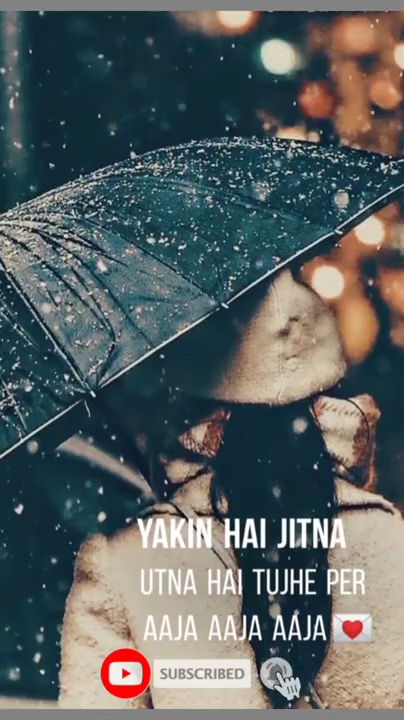 YAKIN HAI JITNA
UTNA HAI TUJHE PER
AAJA AAJA AAJA
SUBSCRIBED